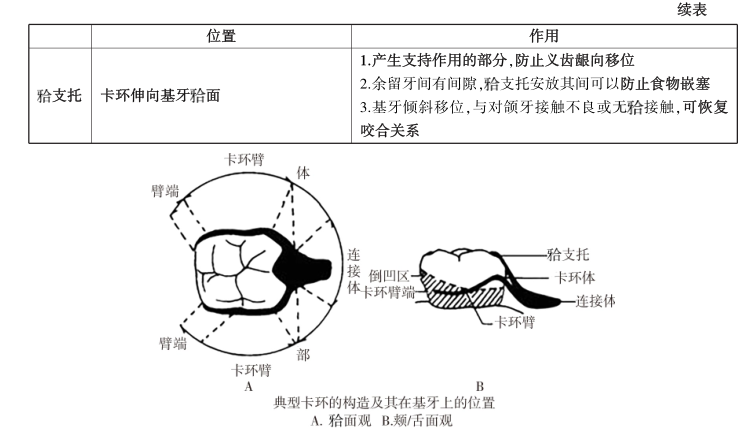 续表
位置
作用
𬌗支托
卡环伸向基牙𬌗面
1.产生支持作用的部分,防止义齿龈向移位
2.余留牙间有间隙,𬌗支托安放其间可以防止食物嵌塞
3.基牙倾斜移位,与对颌牙接触不良或无𬌗接触,可恢复
咬合关系
卡环臂
体
臂端
连接体
臂端
部
卡环臂
A
𬌗支托
倒凹区
卡环体
卡环臂端
连接体
卡环臂
B
典型卡环的构造及其在基牙上的位置
A. 𬌗面观 B.颊/舌面观